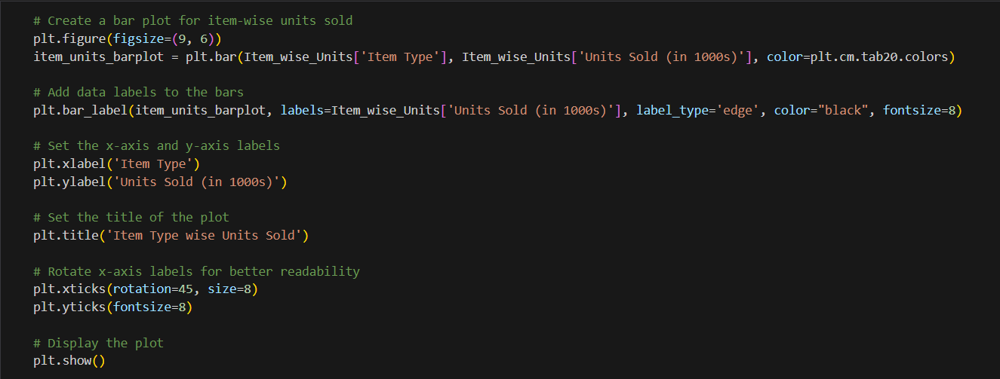 # Create a bar plot for item-wise units sold
plt.figure(figsize=(9, 6))
item_units_barplot = plt.bar(Item_wise_Units['Item Type'], Item_wise_Units['Units Sold (in 1000s)'], color=plt.cm.tab20.colors)
# Add data labels to the bars
plt.bar_label(item_units_barplot, labels=Item_wise_Units['Units Sold (in 1000s)'], label_type='edge', color="black", fontsize=8)
# Set the x-axis and y-axis labels
plt.xlabel('Item Type')
plt.ylabel('Units Sold (in 1000s)')
# Set the title of the plot
plt.title('Item Type wise Units Sold')
# Rotate x-axis labels for better readability
plt.xticks(rotation=45, size=8)
plt.yticks(fontsize=8)
# Display the plot
plt.show()